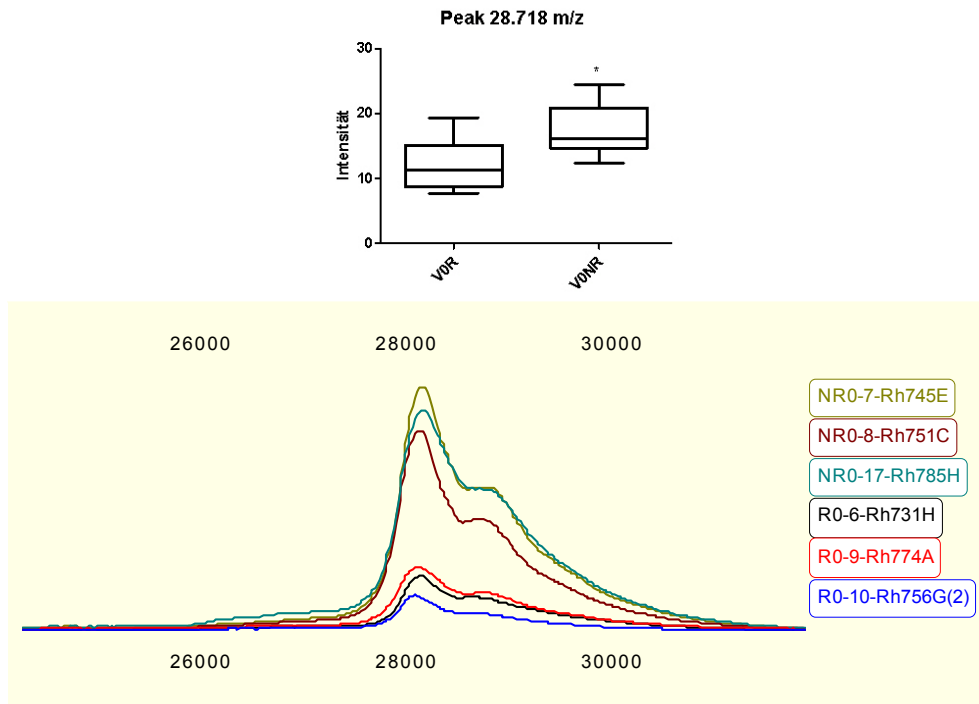 Peak 28.718 m/z
30
20
10
0
Intensität
*
V0R
V0NR
26000 28000 30000
NR0-7-Rh745E
NR0-8-Rh751C
NR0-17-Rh785H
R0-6-Rh731H
R0-9-Rh774A
R0-10-Rh756G(2)
26000 28000 30000